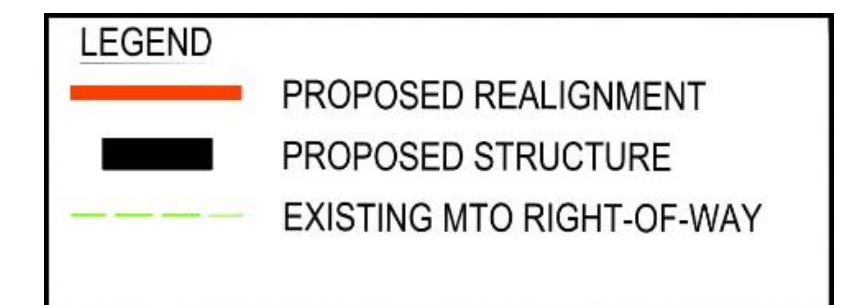 LEGEND
PROPOSED REALIGNMENT
PROPOSED STRUCTURE
EXISTING MTO RIGHT-OF-WAY